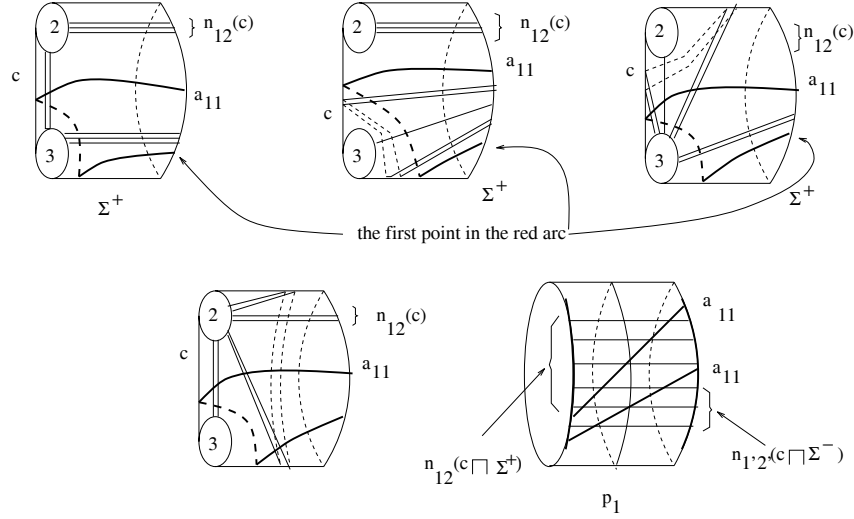 2 n12(c)
c
a11
3
Σ+
2 n12(c)
a11
c
3
Σ+
2 n12(c)
c
a11
3
Σ+
the first point in the red arc
2 n12(c)
c
a11
3
a11
a11
n12(c ⊓ Σ+)
n1'2'(c ⊓ Σ−)
p1